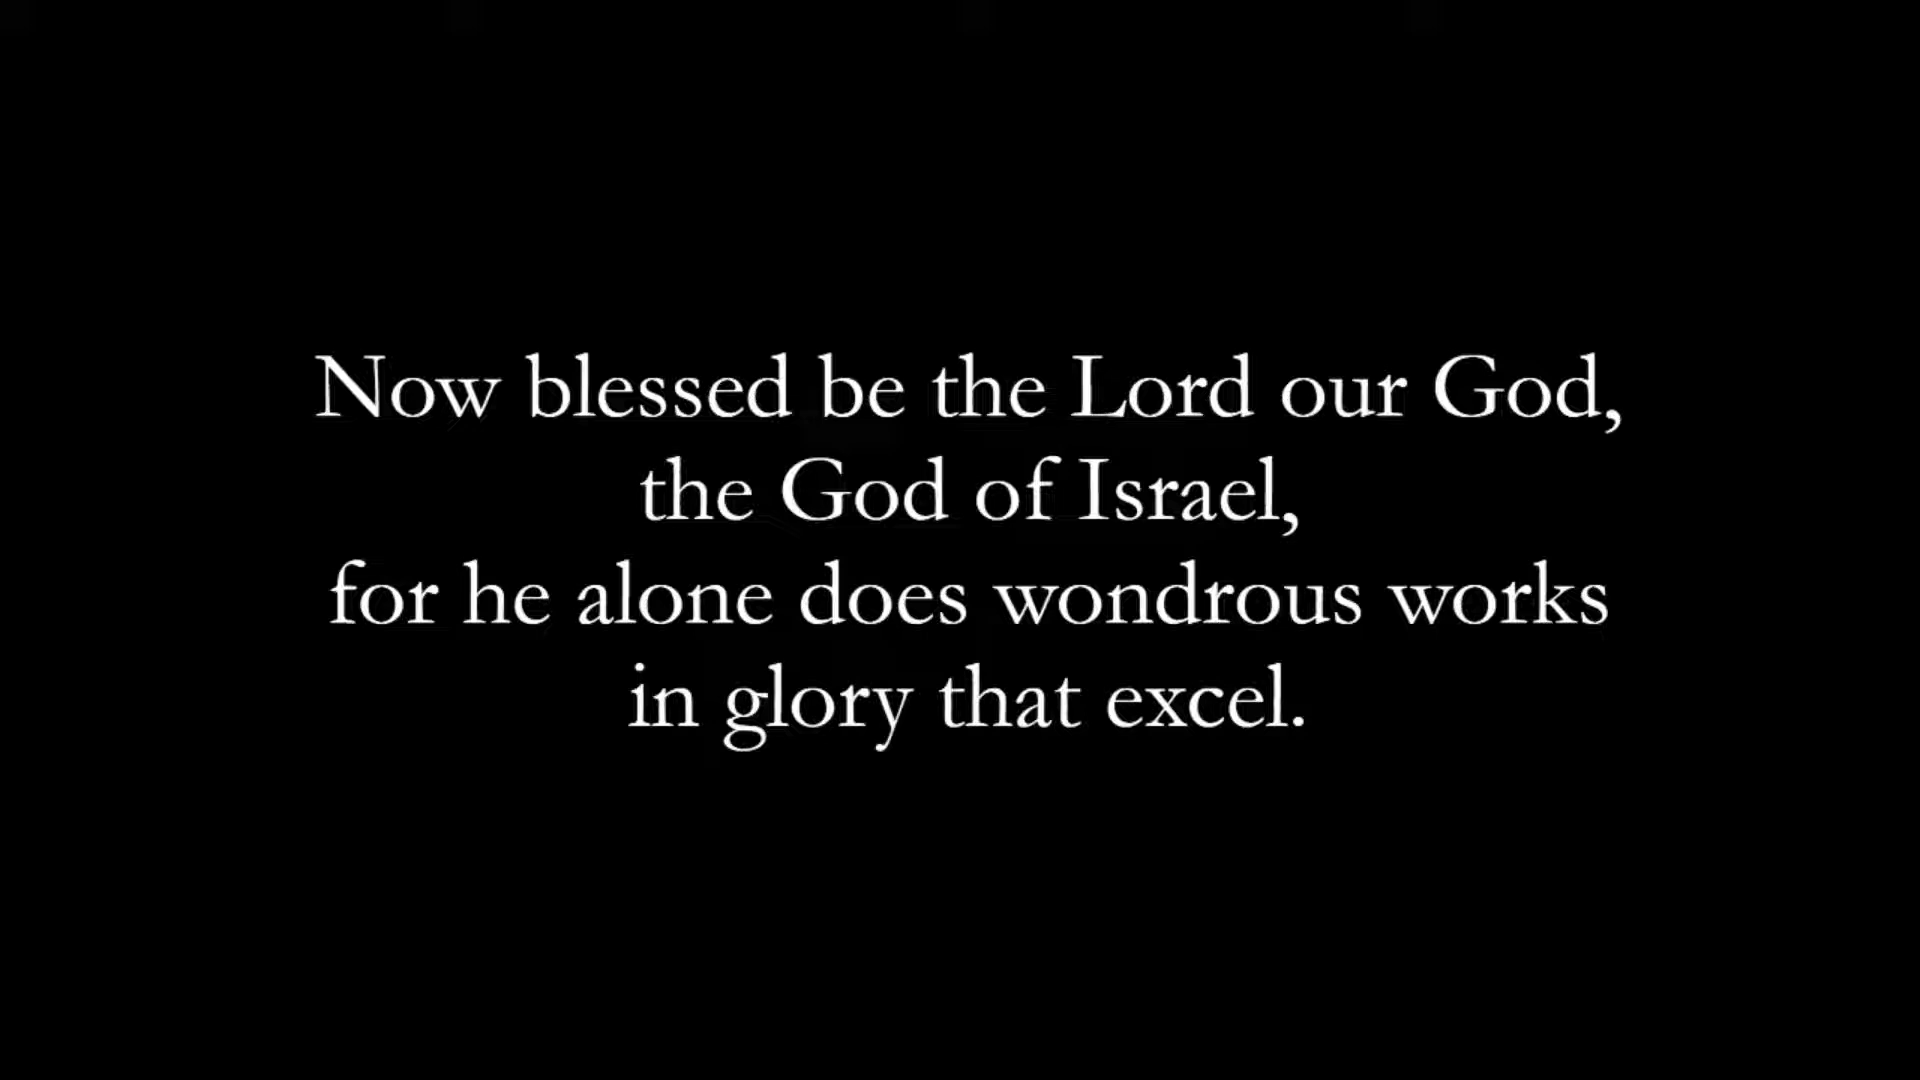 Now blessed be the Lord our God,
the God of Israel,
for he alone does wondrous works
in glory that excel.